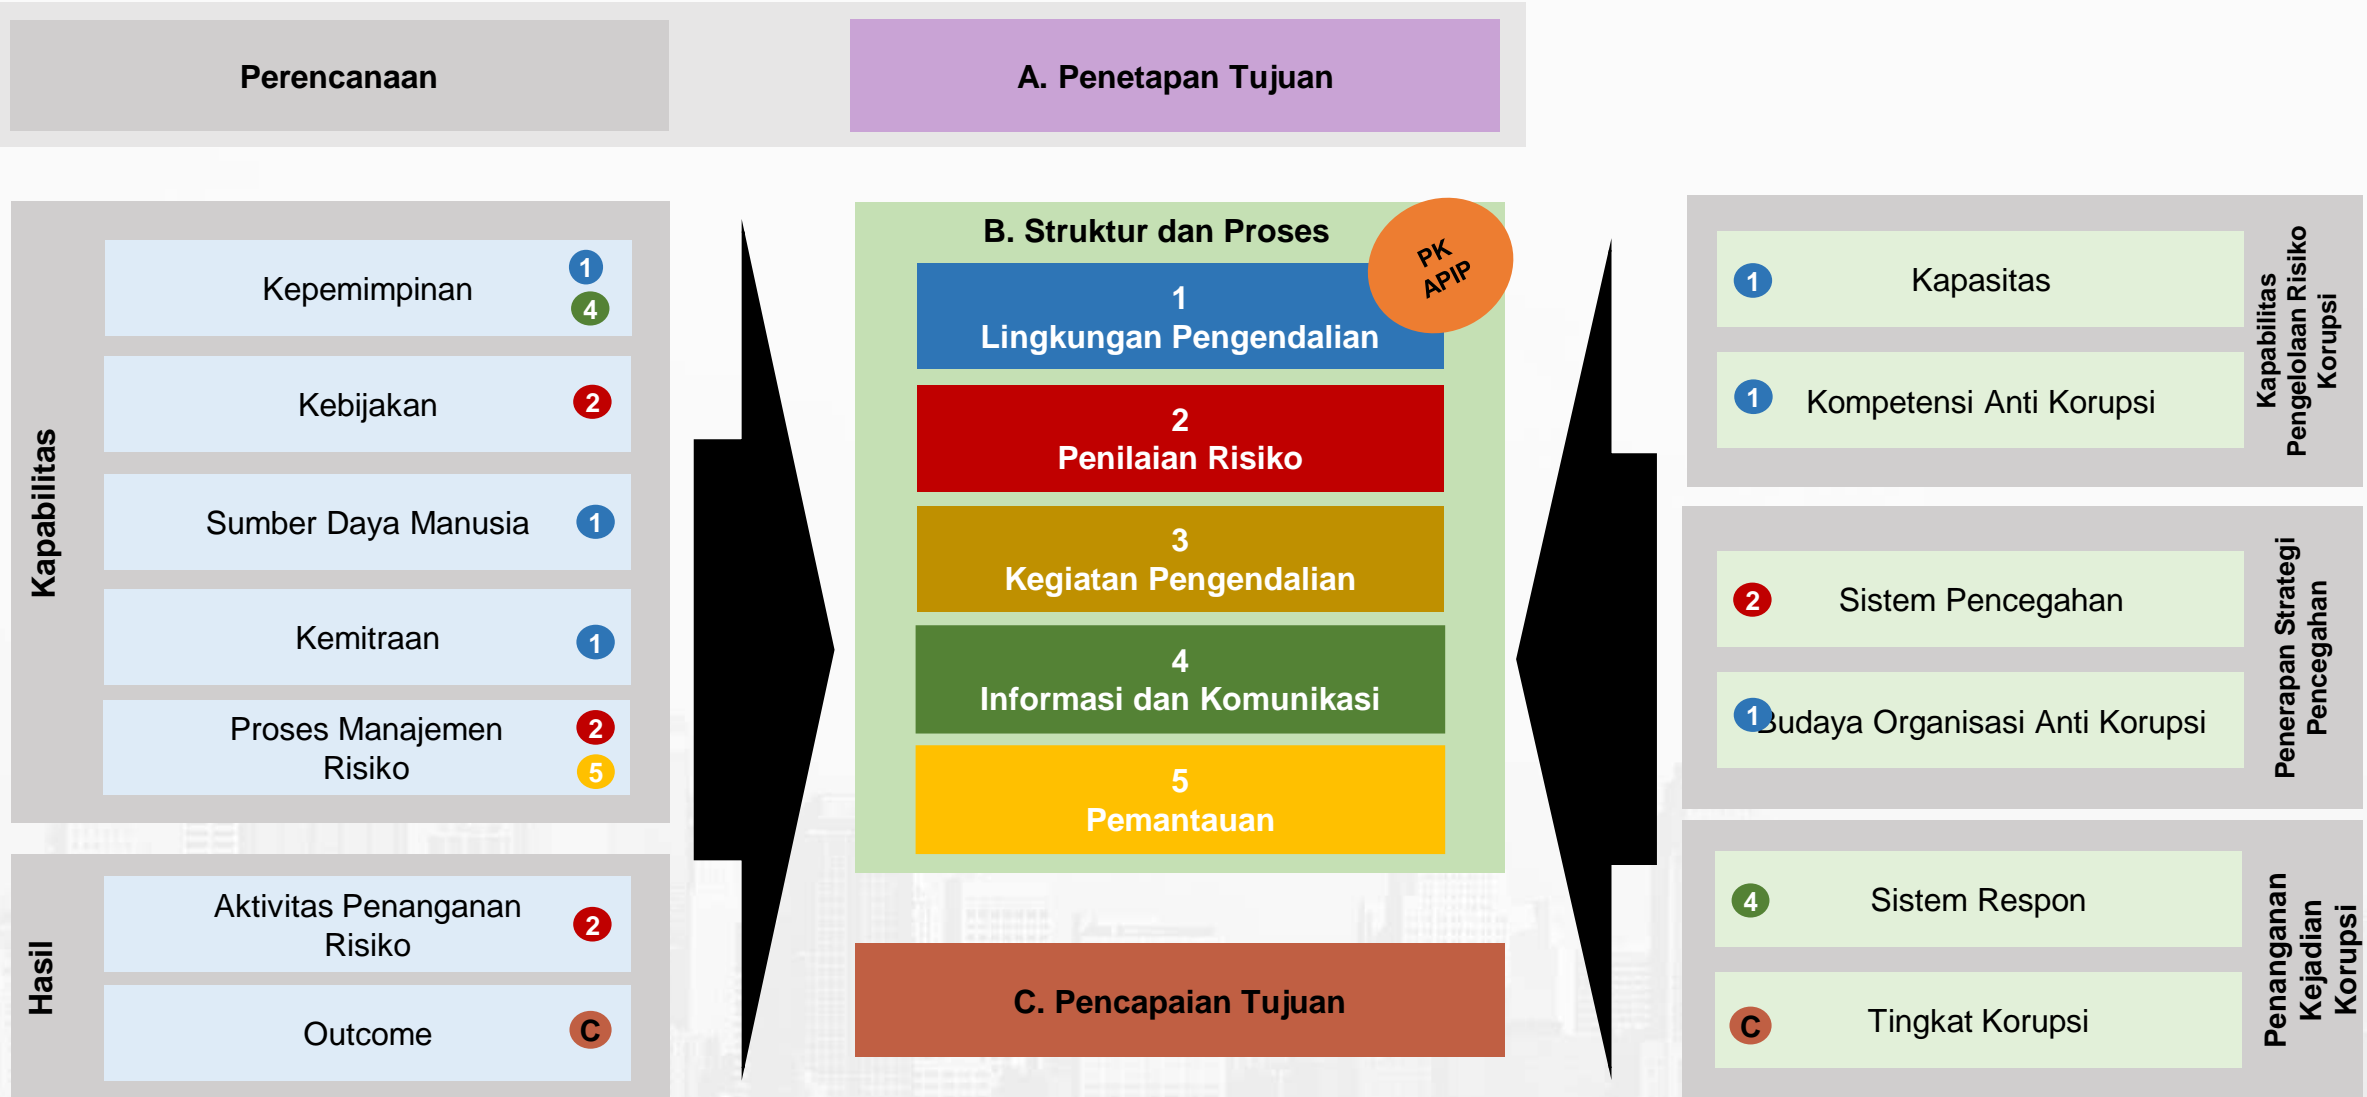 Perencanaan
A. Penetapan Tujuan
Kapabilitas
Kepemimpinan
1
4
Kebijakan
2
Sumber Daya Manusia
1
Kemitraan
1
Proses Manajemen
Risiko
2
5
Hasil
Aktivitas Penanganan
Risiko
2
Outcome
C
B. Struktur dan Proses
PK
APIP
1
Lingkungan Pengendalian
2
Penilaian Risiko
3
Kegiatan Pengendalian
4
Informasi dan Komunikasi
5
Pemantauan
C. Pencapaian Tujuan
1
Kapasitas
1
Kompetensi Anti Korupsi
Kapabilitas
Pengelolaan Risiko
Korupsi
2
Sistem Pencegahan
1
Budaya Organisasi Anti Korupsi
Penerapan Strategi
Pencegahan
4
Sistem Respon
C
Tingkat Korupsi
Penanganan
Kejadian
Korupsi